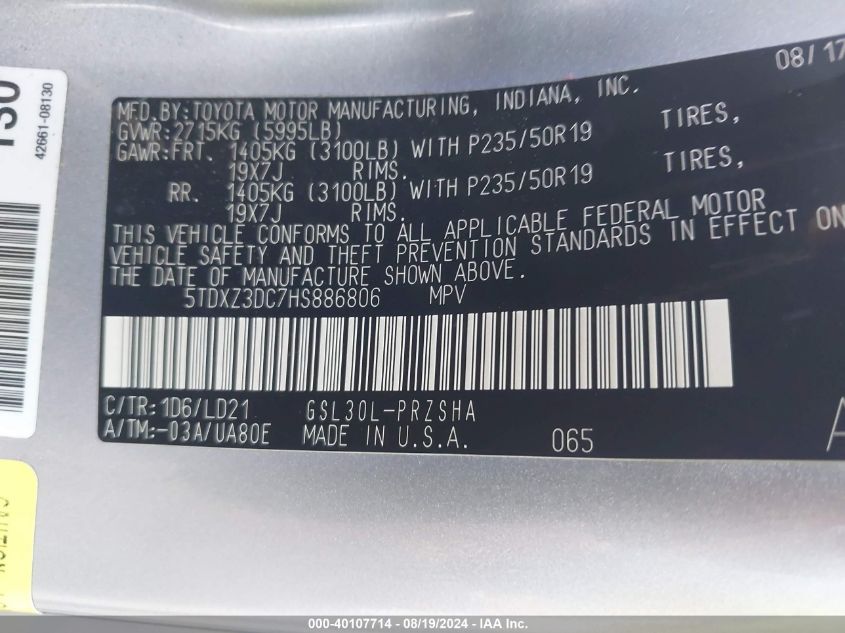 130
42661-08130
08/17
MFD.BY:TOYOTA MOTOR MANUFACTURING, INDIANA, INC.
GVWR:2715KG (5995LB)
GAWR:FRT. 1405KG (3100LB) WITH P235/50R19 TIRES,
19X7J RIMS.
RR. 1405KG (3100LB) WITH P235/50R19 TIRES,
19X7J RIMS.
THIS VEHICLE CONFORMS TO ALL APPLICABLE FEDERAL MOTOR
VEHICLE SAFETY AND THEFT PREVENTION STANDARDS IN EFFECT ON
THE DATE OF MANUFACTURE SHOWN ABOVE.
5TDXZ3DC7HS886806 MPV
C/TR:1D6/LD21 GSL30L-PRZSHA
A/TM:-03A/UA80E MADE IN U.S.A. 065
A
000-40107714 - 08/19/2024 - IAA Inc.